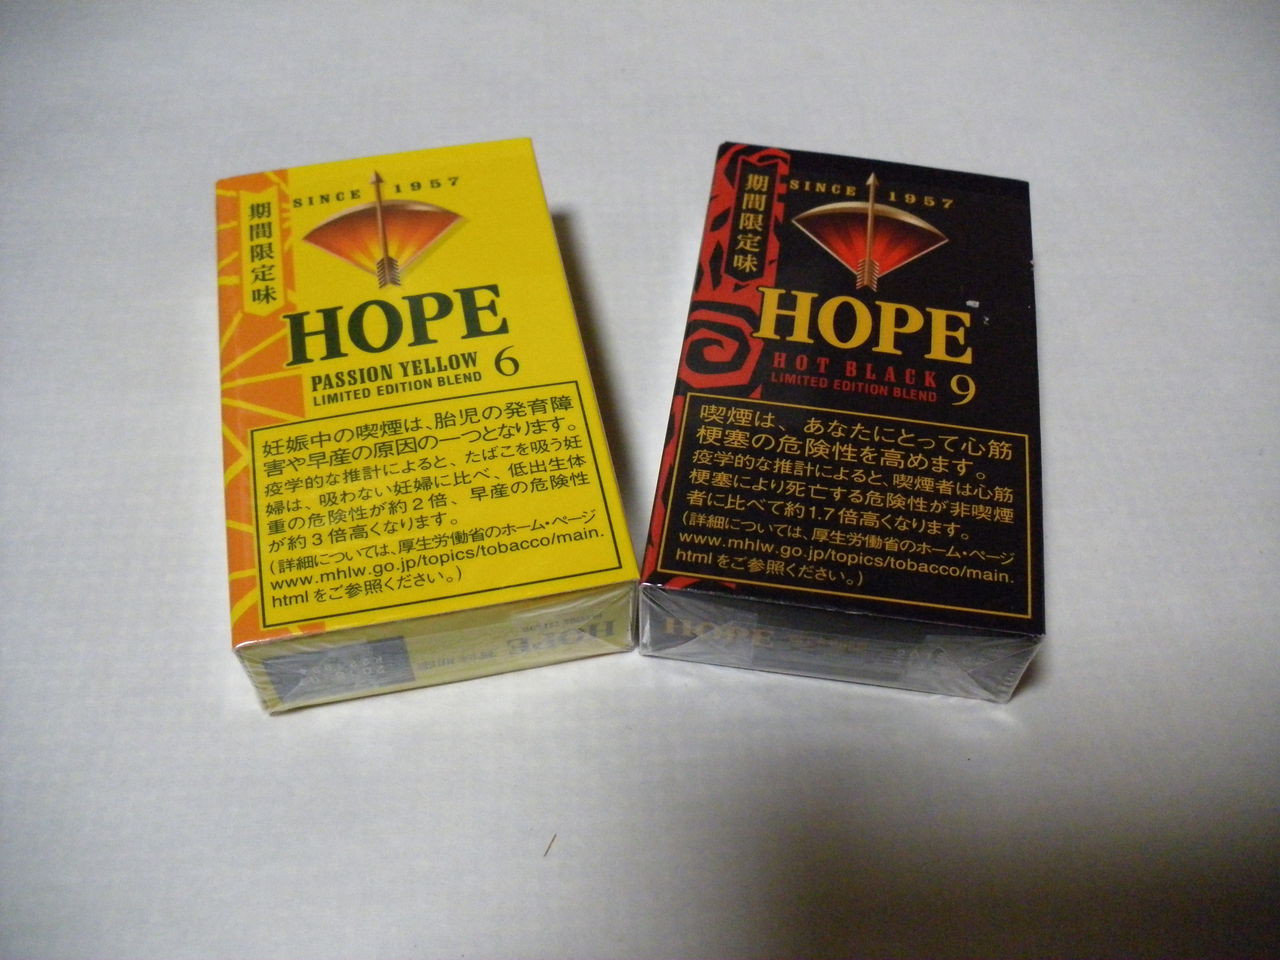 期間限定味
SINCE 1957
HOPE
PASSION YELLOW 6
LIMITED EDITION BLEND
妊娠中の喫煙は、胎児の発育障
害や早産の原因の一つとなります。
疫学的な推計によると、たばこを吸う妊
婦は、吸わない妊婦に比べ、低出生体
重の危険性が約2倍、早産の危険性
が約3倍高くなります。
(詳細については、厚生労働省のホーム・ページ
www.mhlw.go.jp/topics/tobacco/main.
htmlをご参照ください。)
HOPE
期間限定味
SINCE 1957
HOPE
HOT BLACK 9
LIMITED EDITION BLEND
喫煙は、あなたにとって心筋
梗塞の危険性を高めます。
疫学的な推計によると、喫煙者は心筋
梗塞により死亡する危険性が非喫煙
者に比べて約1.7倍高くなります。
(詳細については、厚生労働省のホーム・ページ
www.mhlw.go.jp/topics/tobacco/main.
htmlをご参照ください。)
HOPE